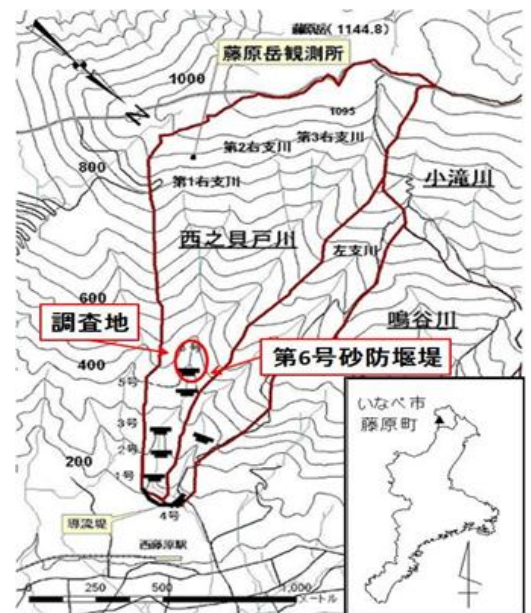 藤原岳(1144.8)
藤原岳観測所
1000
N
1095
第3右支川
第2右支川
800
第1右支川
小滝川
西之貝戸川
左支川
600
鳴谷川
調査地
第6号砂防堰堤
400
5号
いなべ市
藤原町
3号
2号
200
1号
4号
導流堤
西藤原駅
0
250
500
1,000
メートル